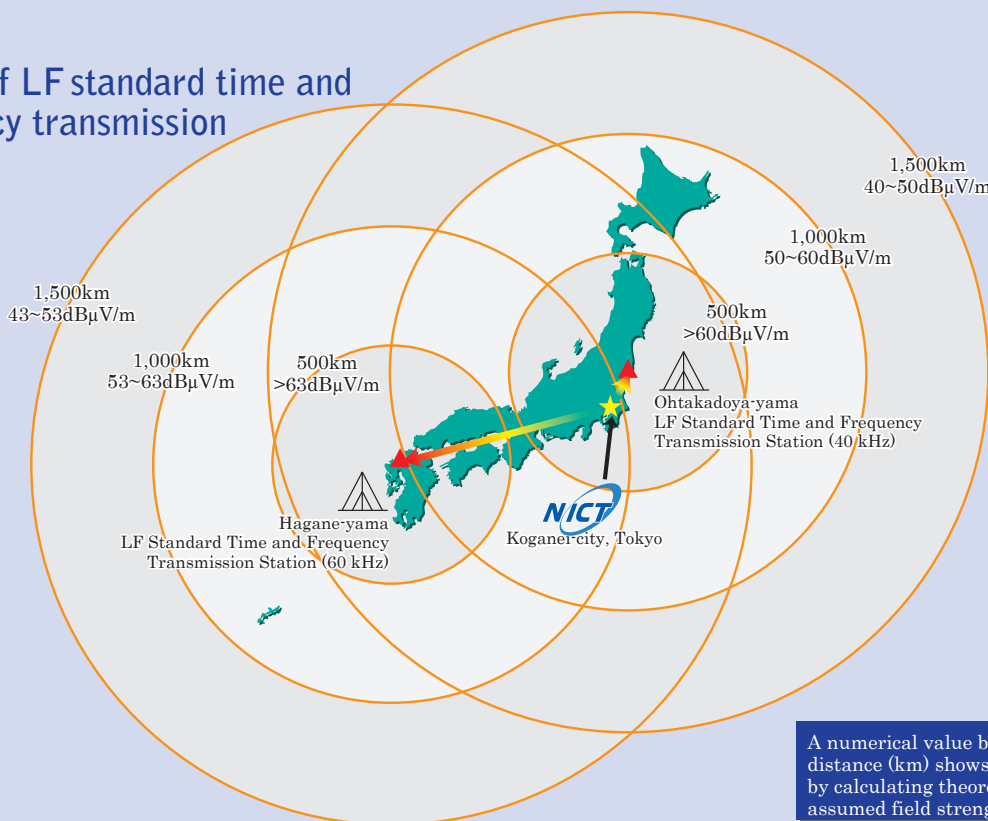 f LF standard time and
cy transmission
1,500km
40~50dBµV/m
1,000km
50~60dBµV/m
500km
>60dBµV/m
1,500km
43~53dBµV/m
1,000km
53~63dBµV/m
500km
>63dBµV/m
Ohtakadoya-yama
LF Standard Time and Frequency
Transmission Station (40 kHz)
NICT
Koganei-city, Tokyo
Hagane-yama
LF Standard Time and Frequency
Transmission Station (60 kHz)
A numerical value b
distance (km) shows
by calculating theor
assumed field streng